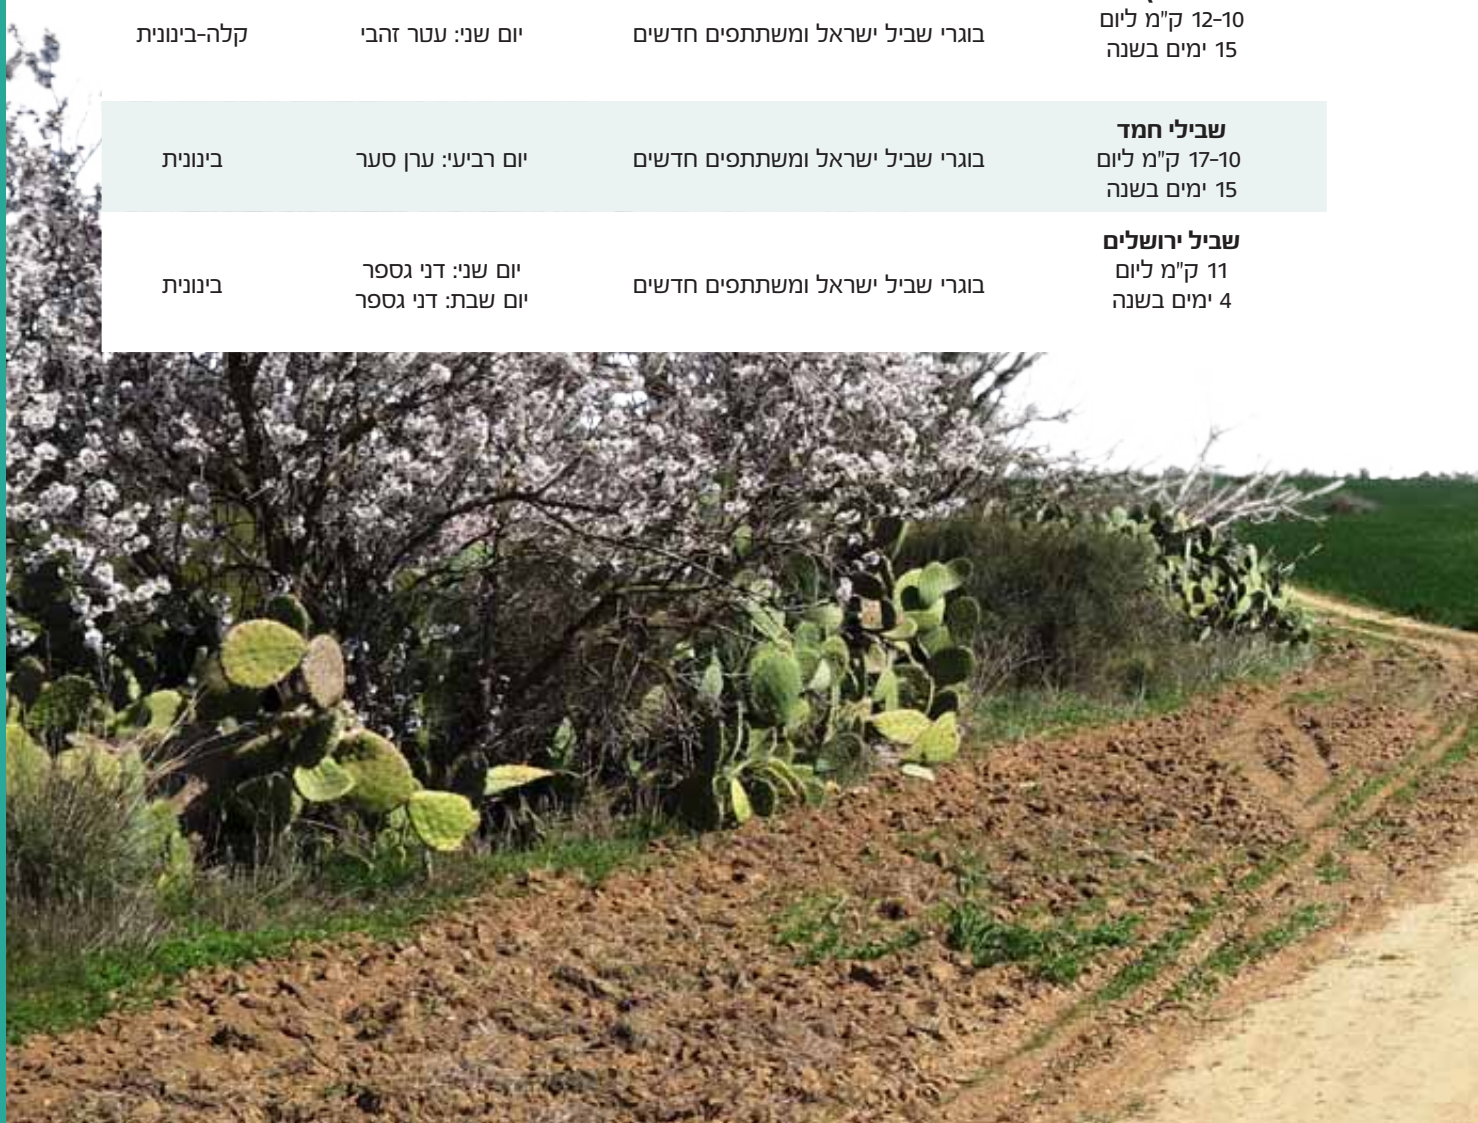 12-10 ק"מ ליום
15 ימים בשנה
בוגרי שביל ישראל ומשתתפים חדשים
יום שני: עטר זהבי
קלה-בינונית
שבילי חמד
17-10 ק"מ ליום
15 ימים בשנה
בוגרי שביל ישראל ומשתתפים חדשים
יום רביעי: ערן סער
בינונית
שביל ירושלים
11 ק"מ ליום
4 ימים בשנה
בוגרי שביל ישראל ומשתתפים חדשים
יום שני: דני גספר
יום שבת: דני גספר
בינונית